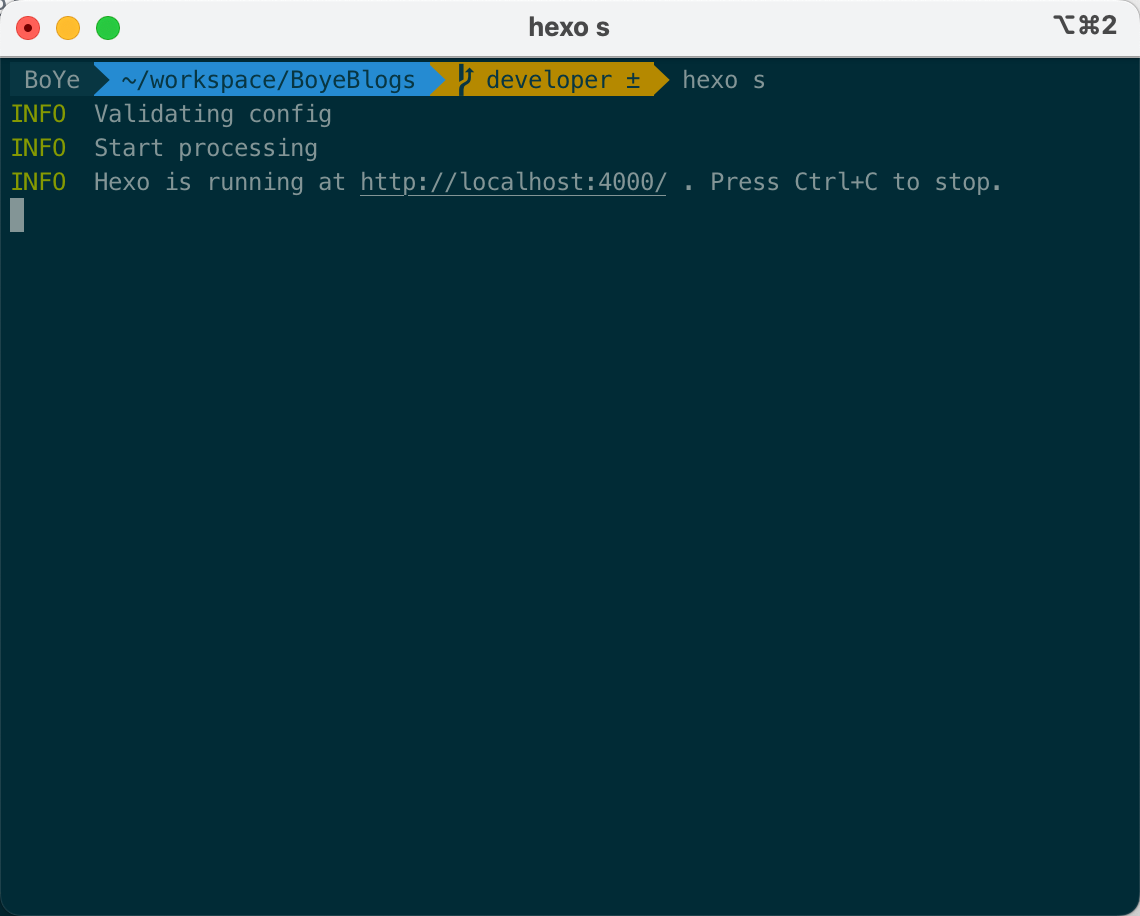 hexo s
⌥⌘2
BoYe ~/workspace/BoyeBlogs developer ± hexo s
INFO  Validating config
INFO  Start processing
INFO  Hexo is running at http://localhost:4000/ . Press Ctrl+C to stop.